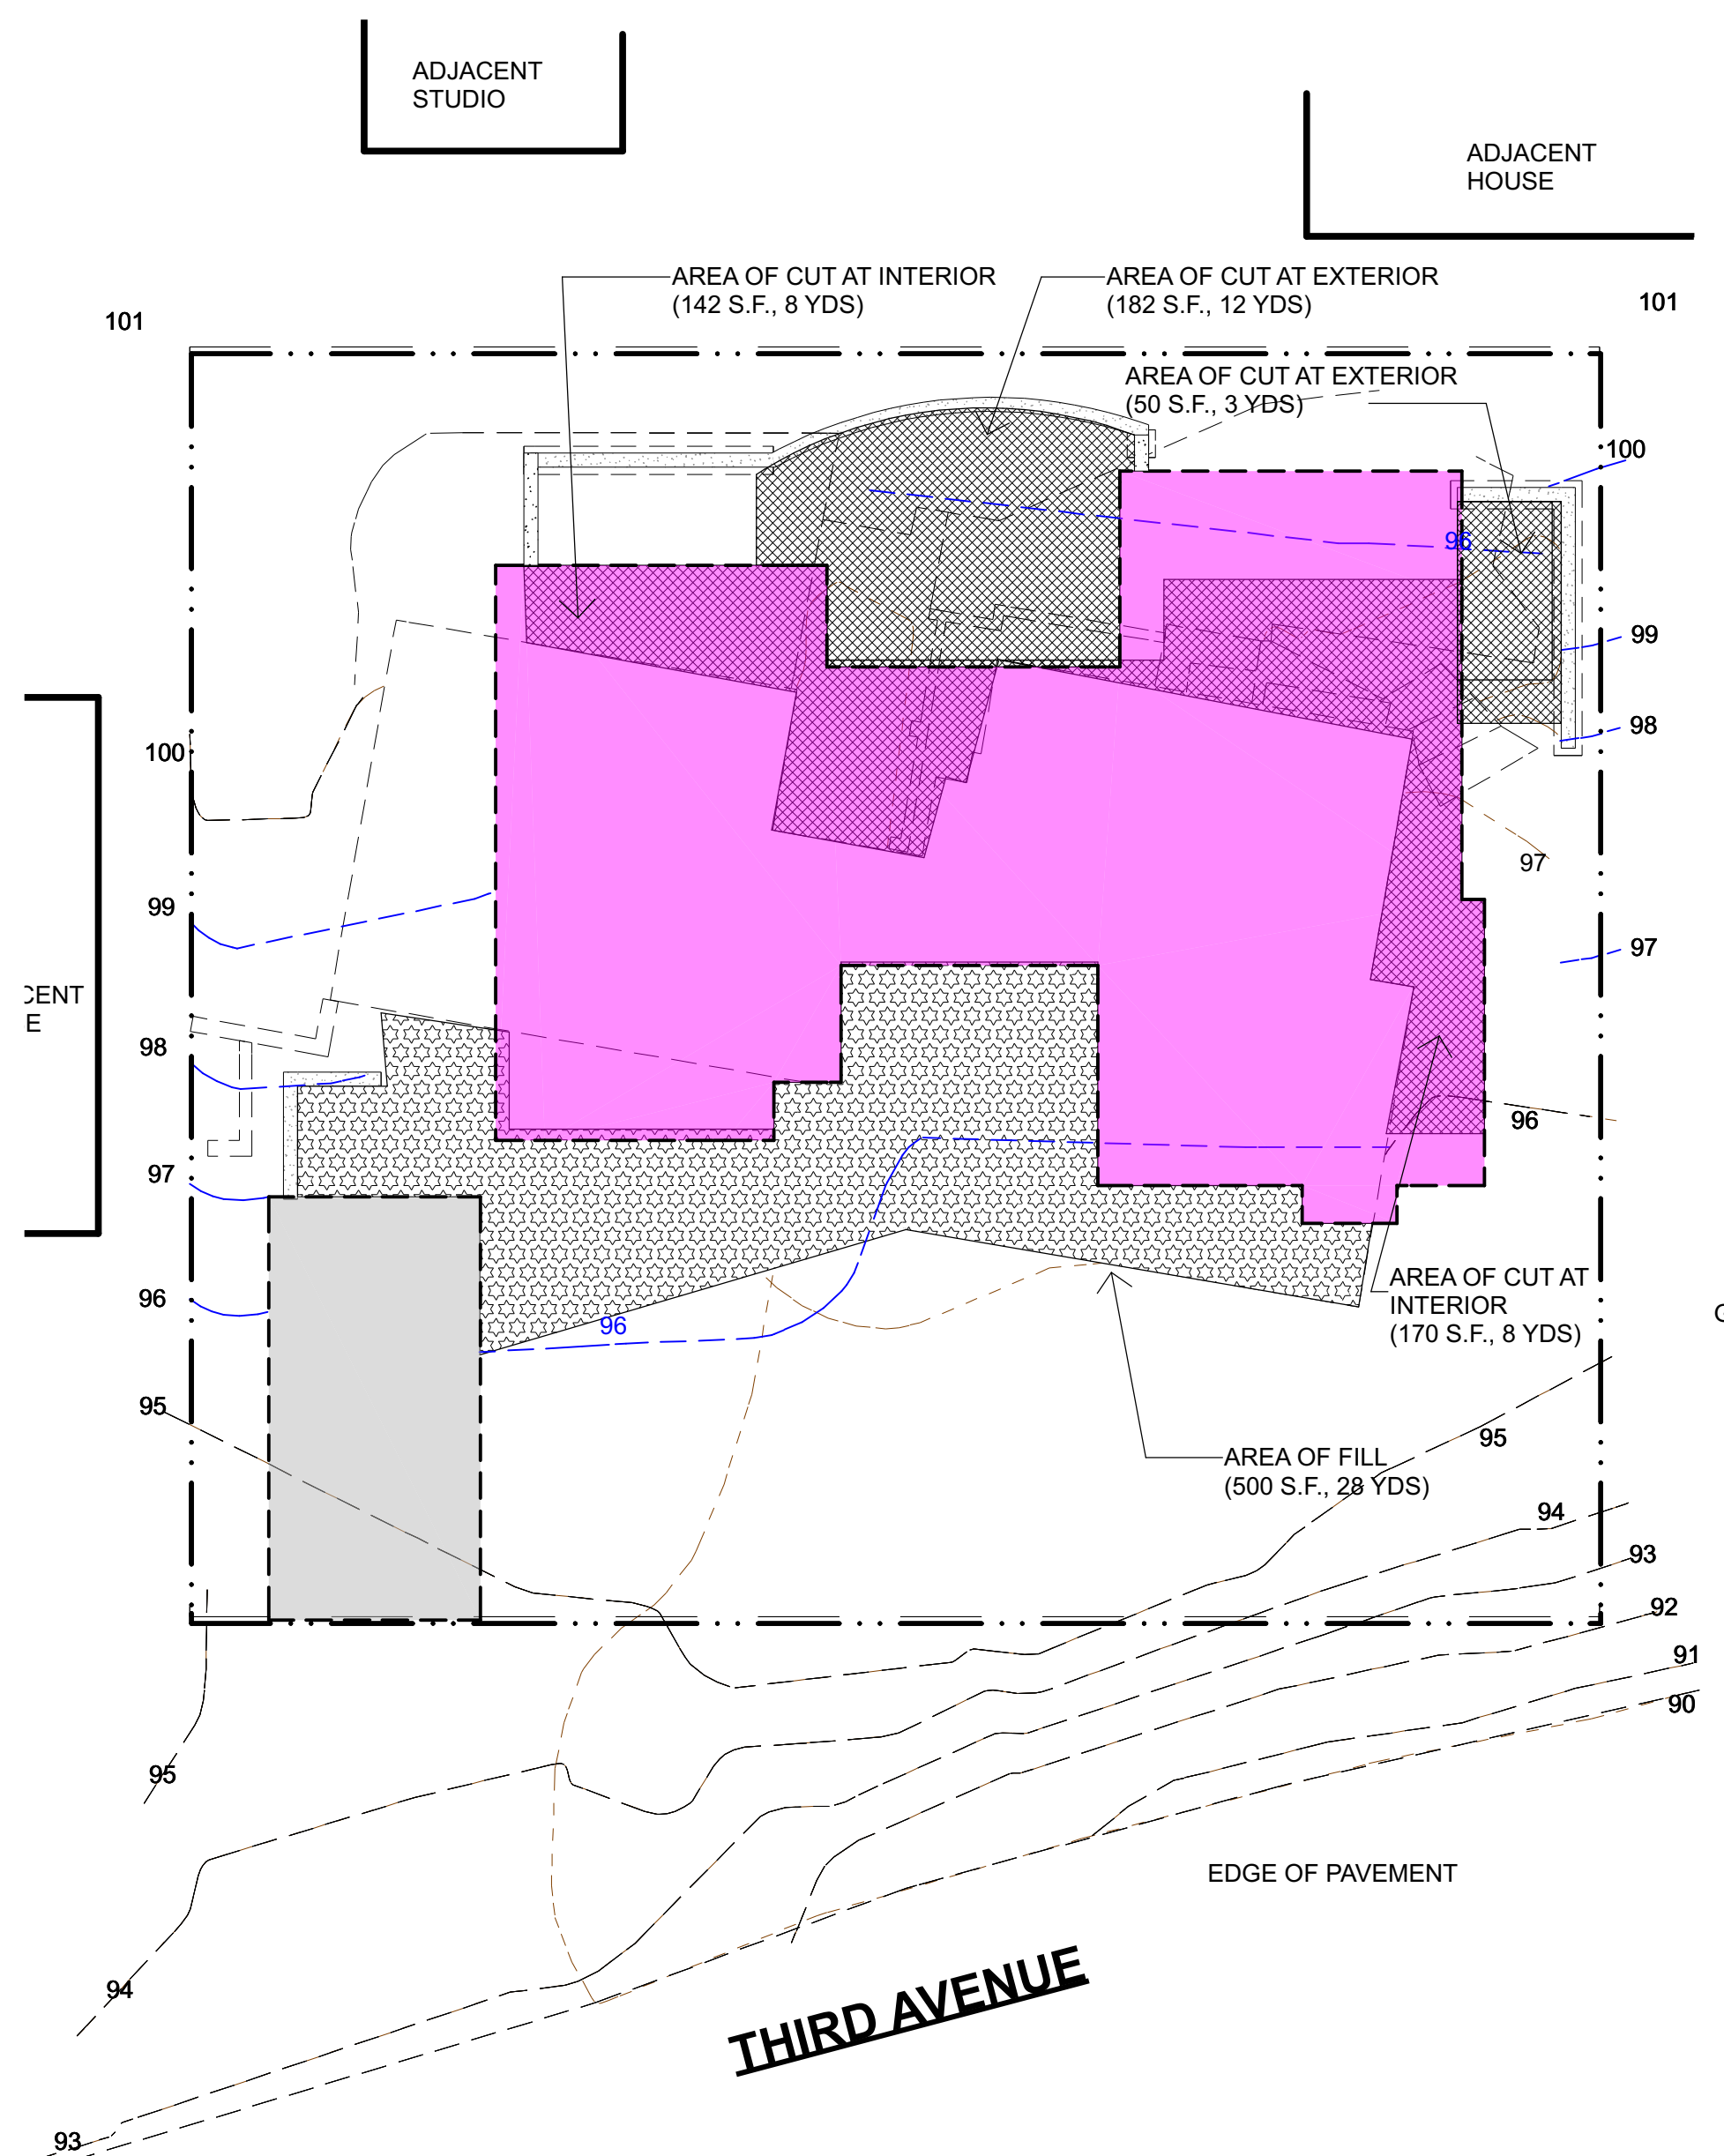 ADJACENT
STUDIO
ADJACENT
HOUSE
AREA OF CUT AT INTERIOR
(142 S.F., 8 YDS)
AREA OF CUT AT EXTERIOR
(182 S.F., 12 YDS)
101
101
AREA OF CUT AT EXTERIOR
(50 S.F., 3 YDS)
100
96
99
98
100
97
99
97
CENT
E
98
96
97
AREA OF CUT AT
INTERIOR
(170 S.F., 8 YDS)
96
96
95
95
AREA OF FILL
(500 S.F., 28 YDS)
94
93
92
91
90
95
EDGE OF PAVEMENT
94
THIRD AVENUE
93